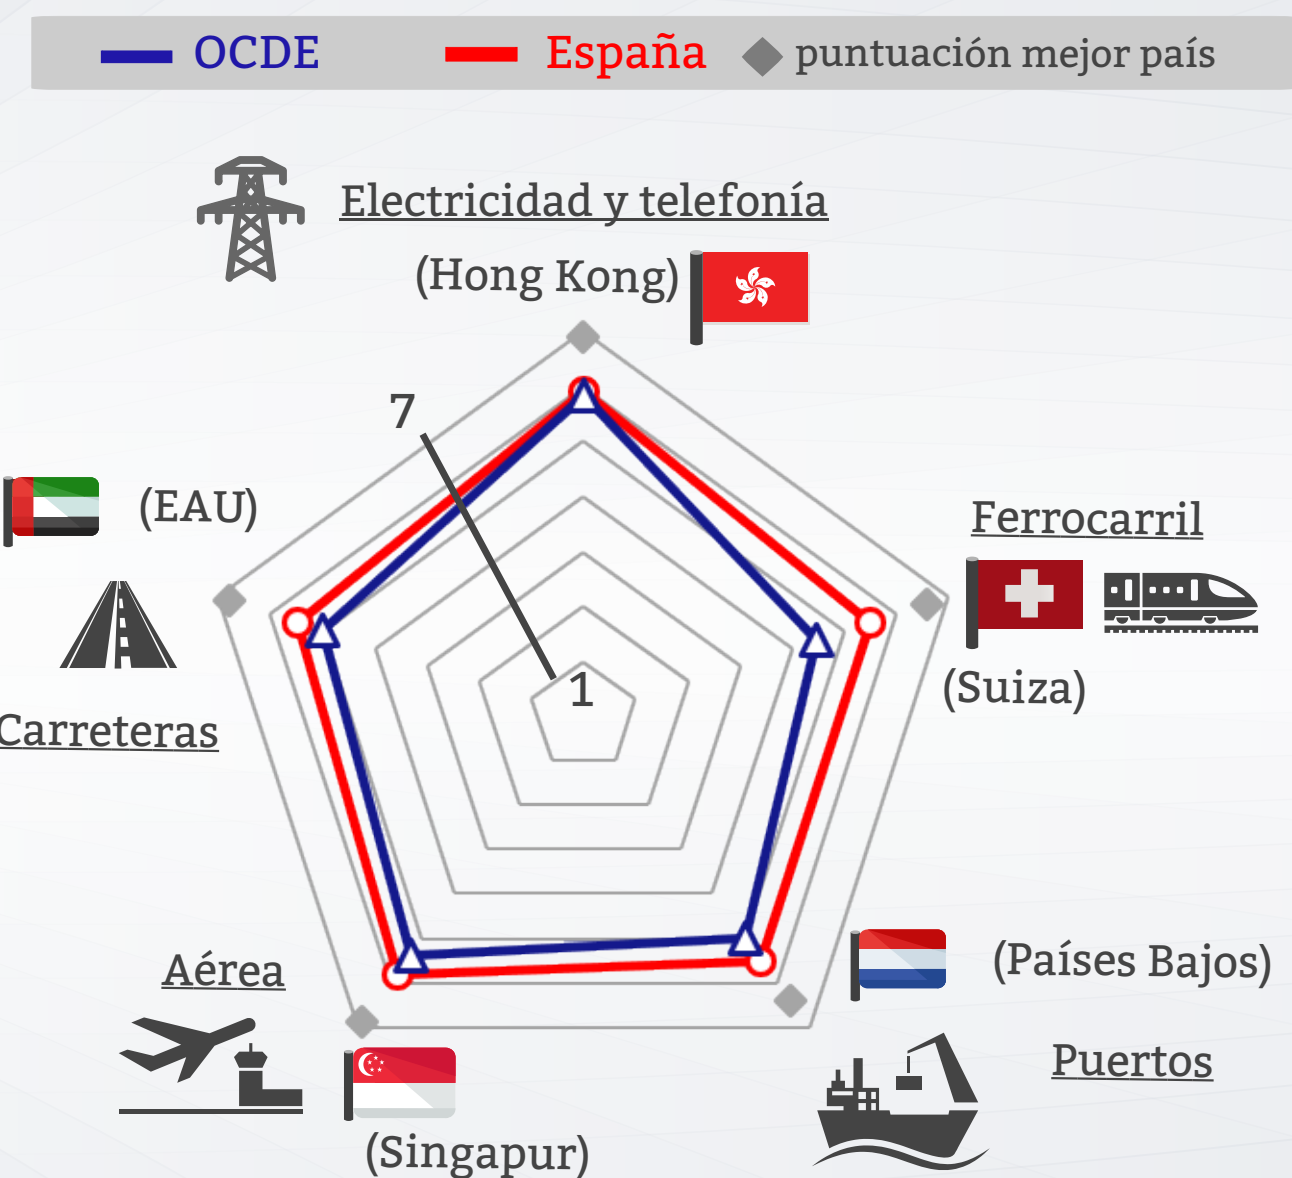 OCDE España puntuación mejor país
Electricidad y telefonía
(Hong Kong)
7
(EAU)
Ferrocarril
1
(Suiza)
Carreteras
(Países Bajos)
Aérea
Puertos
(Singapur)